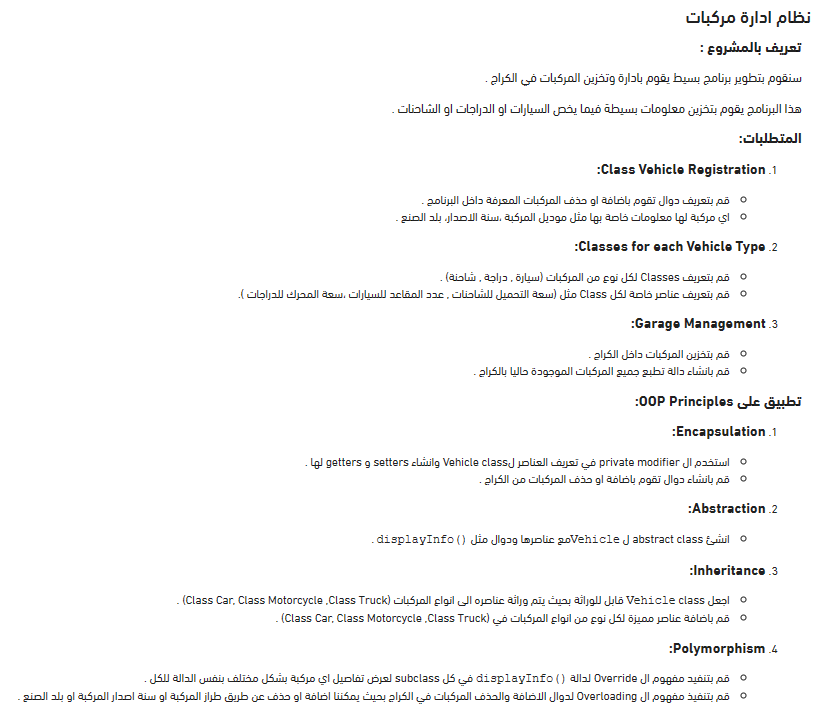 نظام ادارة مركبات
تعريف بالمشروع :
سنقوم بتطوير برنامج بسيط يقوم بادارة وتخزين المركبات في الكراج .
هذا البرنامج يقوم بتخزين معلومات بسيطة فيما يخص السيارات او الدراجات او الشاحنات .
المتطلبات:
1. Class Vehicle Registration:
○ قم بتعريف دوال تقوم باضافة او حذف المركبات المعرفة داخل البرنامج .
○ اي مركبة لها معلومات خاصة بها مثل موديل المركبة ،سنة الاصدار، بلد الصنع .
2. Classes for each Vehicle Type:
○ قم بتعريف Classes لكل نوع من المركبات (سيارة , دراجة , شاحنة) .
○ قم بتعريف عناصر خاصة لكل Class مثل (سعة التحميل للشاحنات , عدد المقاعد للسيارات ،سعة المحرك للدراجات ).
3. Garage Management:
○ قم بتخزين المركبات داخل الكراج .
○ قم بانشاء دالة تطبع جميع المركبات الموجودة حاليا بالكراج .
تطبيق على OOP Principles:
1. Encapsulation:
○ استخدم ال private modifier في تعريف العناصر لVehicle class وانشاء setters و getters لها .
○ قم بانشاء دوال تقوم باضافة او حذف المركبات من الكراج .
2. Abstraction:
○ انشئ abstract class ل Vehicleمع عناصرها ودوال مثل displayInfo() .
3. Inheritance:
○ اجعل Vehicle class قابل للوراثة بحيث يتم وراثة عناصره الى انواع المركبات (Class Car, Class Motorcycle ,Class Truck) .
○ قم باضافة عناصر مميزة لكل نوع من انواع المركبات في (Class Car, Class Motorcycle ,Class Truck) .
4. Polymorphism:
○ قم بتنفيد مفهوم ال Override لدالة displayInfo() في كل subclass لعرض تفاصيل اي مركبة بشكل مختلف بنفس الدالة للكل .
○ قم بتنفيذ مفهوم ال Overloading لدوال الاضافة والحذف المركبات في الكراج بحيث يمكننا اضافة او حذف عن طريق طراز المركبة او سنة اصدار المركبة او بلد الصنع .